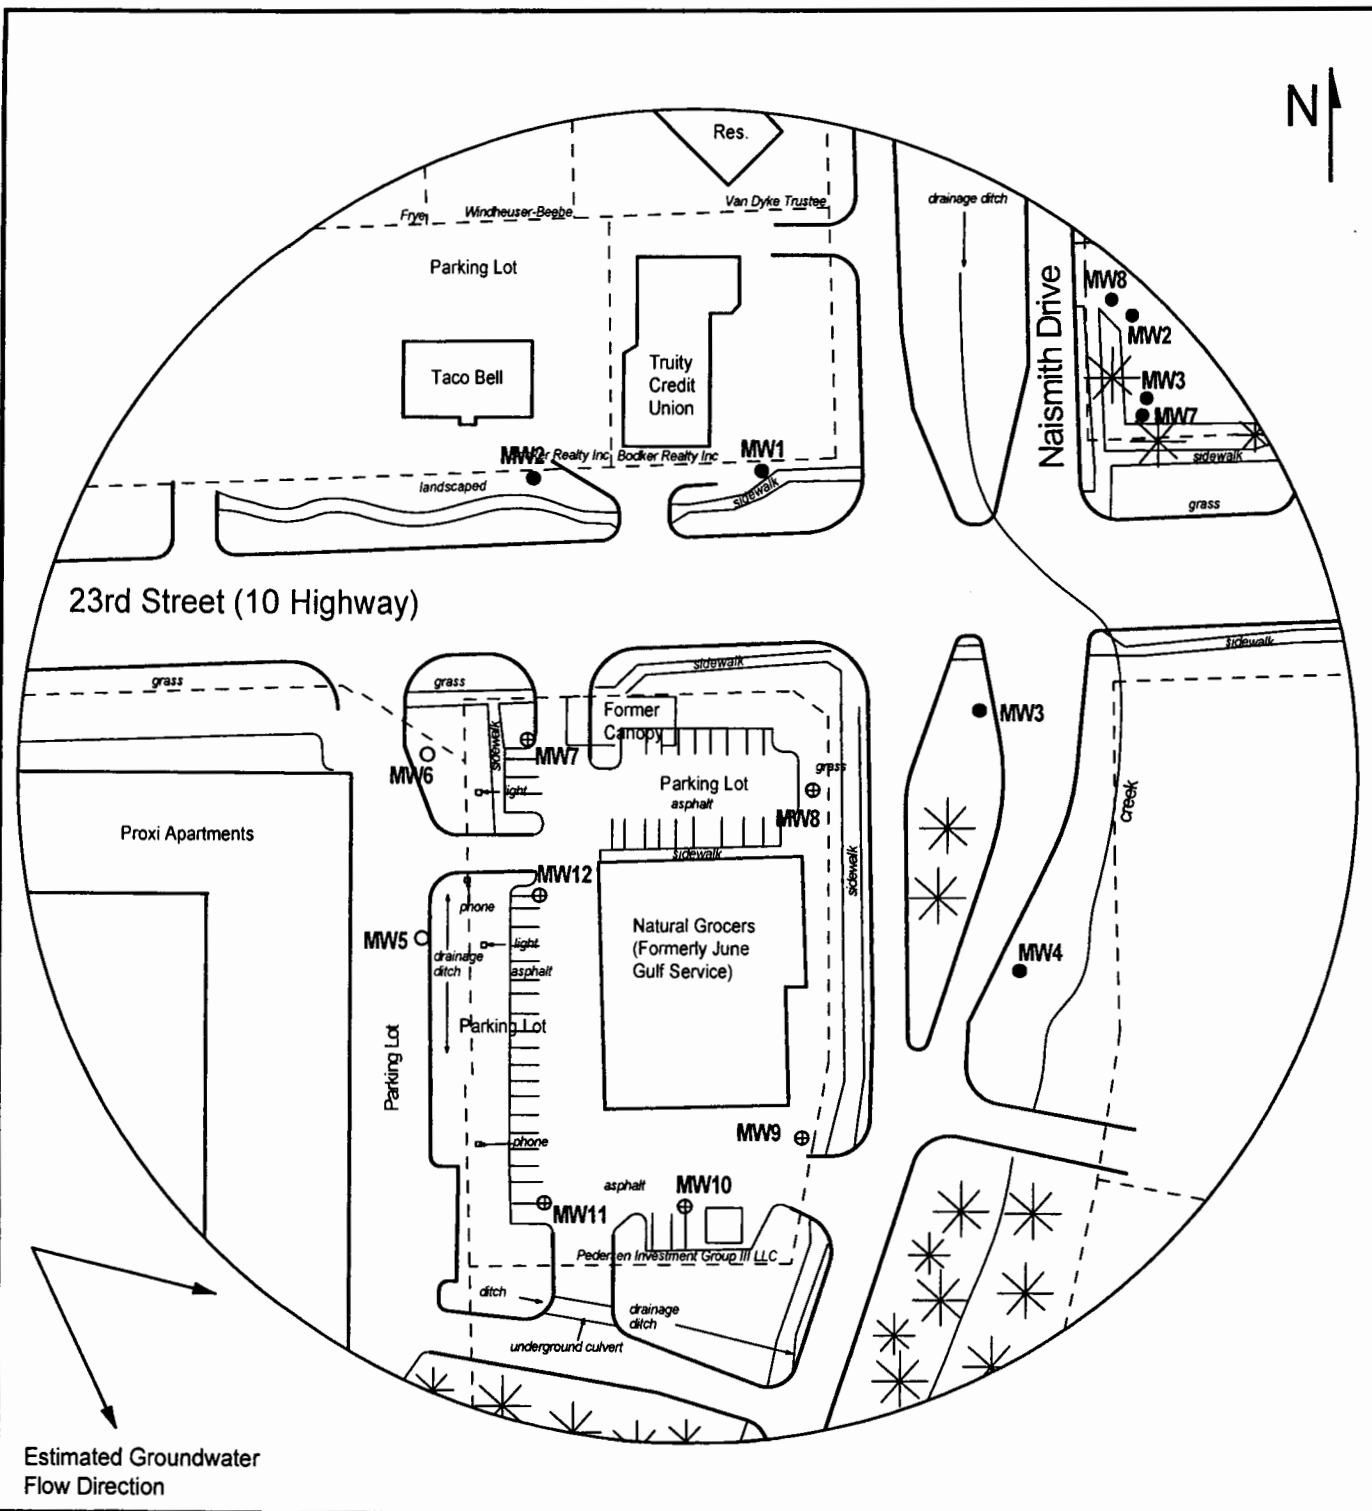 N
Res.
drainage ditch
Frye
Windheuser-Beebe
Van Dyke Trustee
Parking Lot
Naismith Drive
MW8
MW2
Taco Bell
Truity
Credit
Union
MW3
MW7
MW2
Realty Inc
Bodker Realty Inc
MW1
sidewalk
landscaped
sidewalk
grass
23rd Street (10 Highway)
sidewalk
sidewalk
grass
grass
Former
Canopy
MW3
sidewalk
MW7
MW6
light
Parking Lot
asphalt
grass
MW8
creek
Proxi Apartments
sidewalk
sidewalk
MW12
phone
MW5
drainage
ditch
light
asphalt
Natural Grocers
(Formerly June
Gulf Service)
MW4
Parking Lot
Parking Lot
phone
MW9
asphalt
MW10
MW11
Pedersen Investment Group III LLC
ditch
drainage
ditch
underground culvert
Estimated Groundwater
Flow Direction